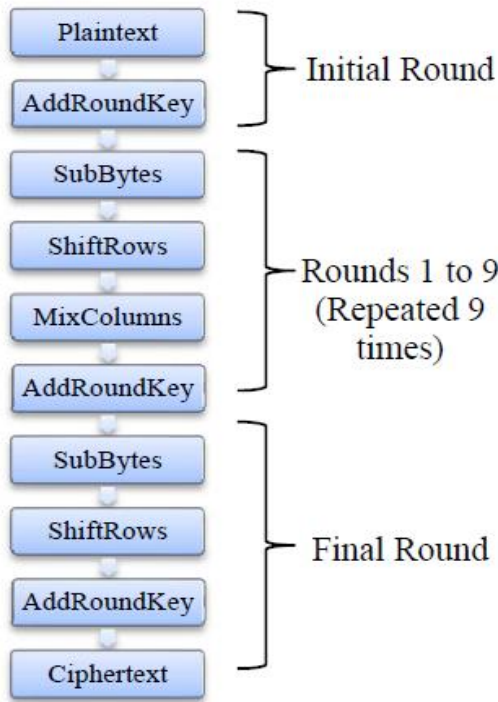 Plaintext
AddRoundKey
Initial Round
SubBytes
ShiftRows
MixColumns
AddRoundKey
Rounds 1 to 9
(Repeated 9
times)
SubBytes
ShiftRows
AddRoundKey
Ciphertext
Final Round